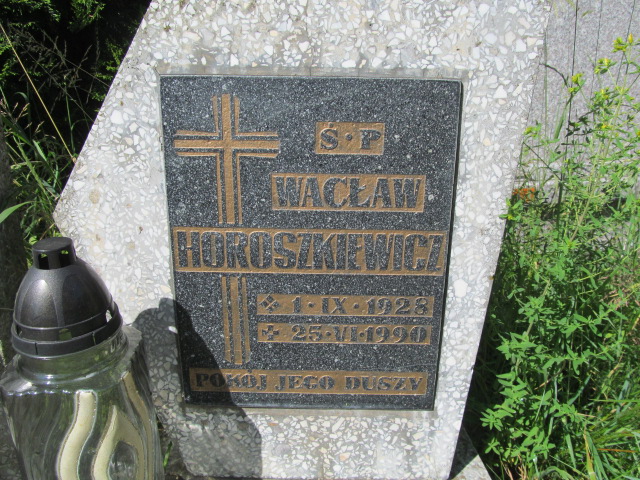 Ś·P
WACŁAW
HOROSZKIEWICZ
1·IX·1928
25·VI·1990
POKÓJ JEGO DUSZY